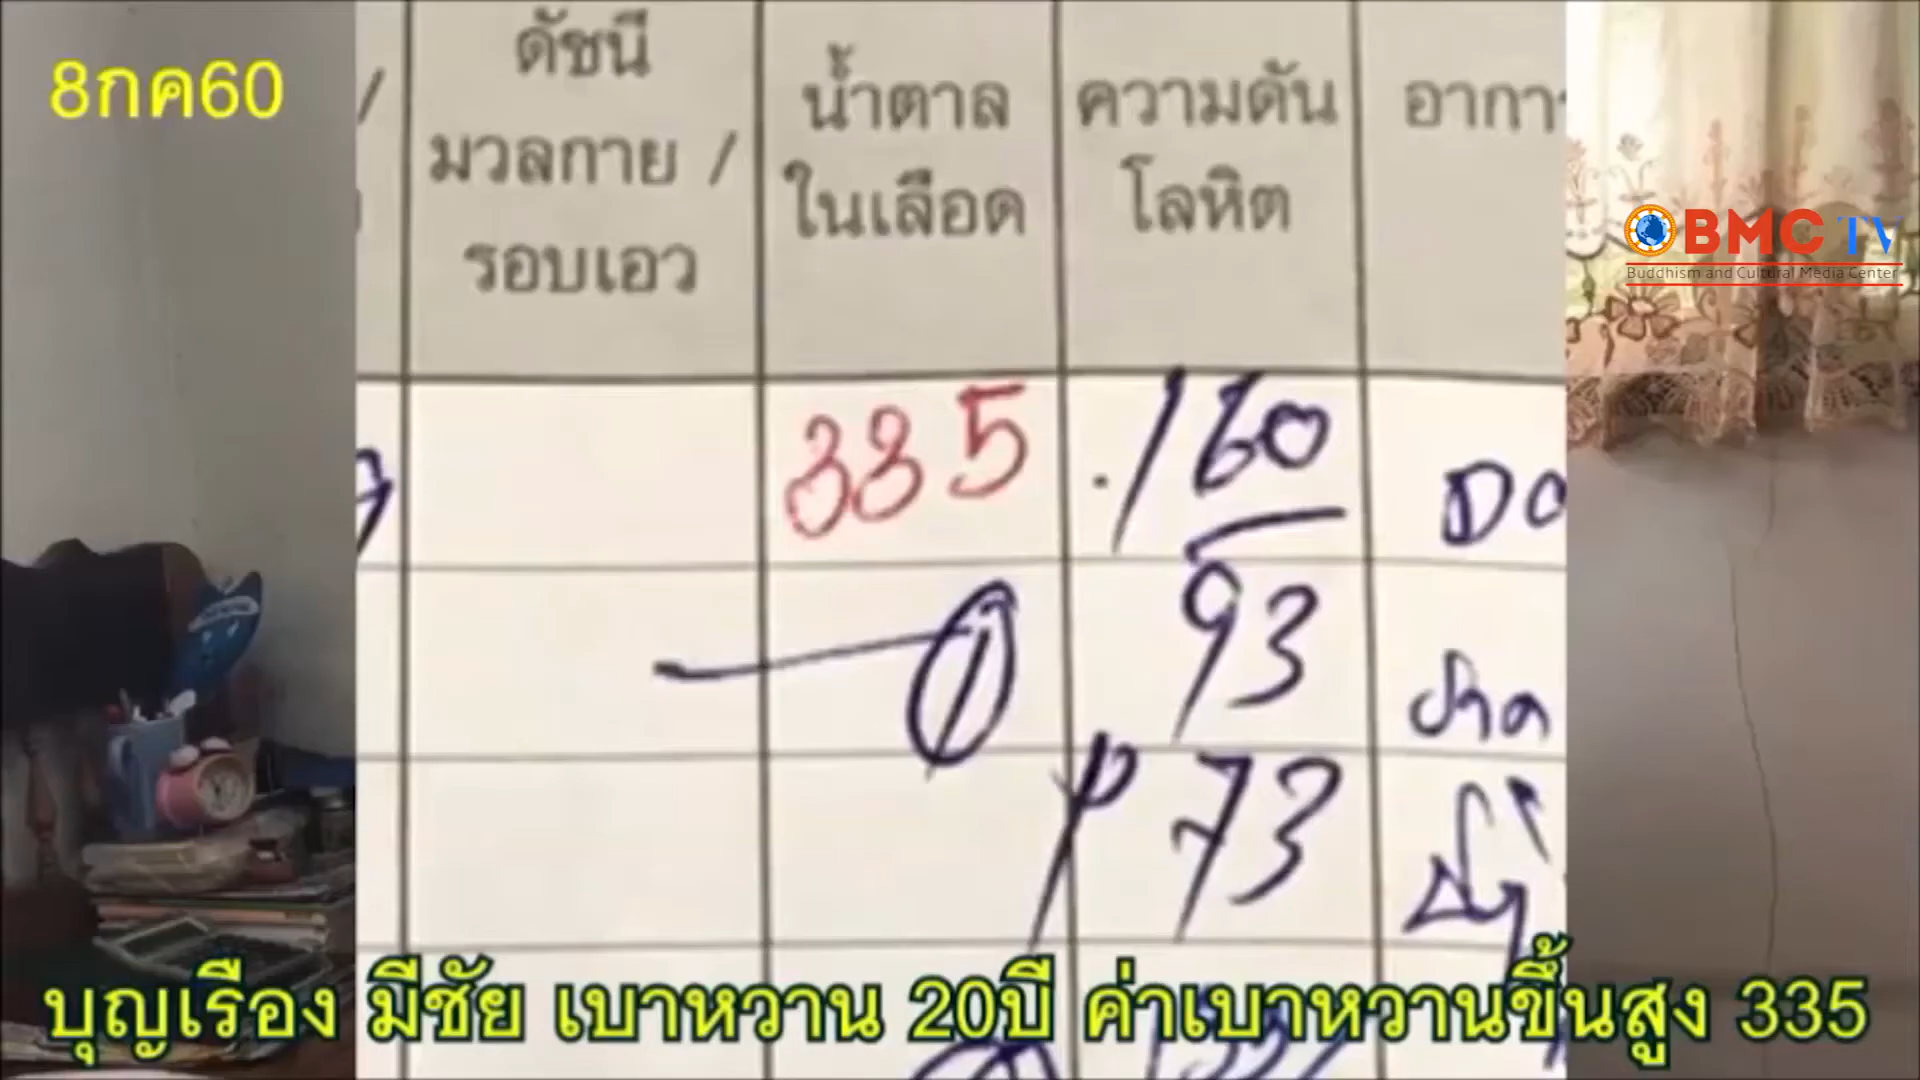 8กค60
ดัชนี
มวลกาย /
รอบเอว
น้ำตาล
ในเลือด
ความดัน
โลหิต
335
160
93
P 73
BMC TV
Buddhism and Cultural Media Center
บุญเรือง มีชัย เบาหวาน 20ปี ค่าเบาหวานขึ้นสูง 335